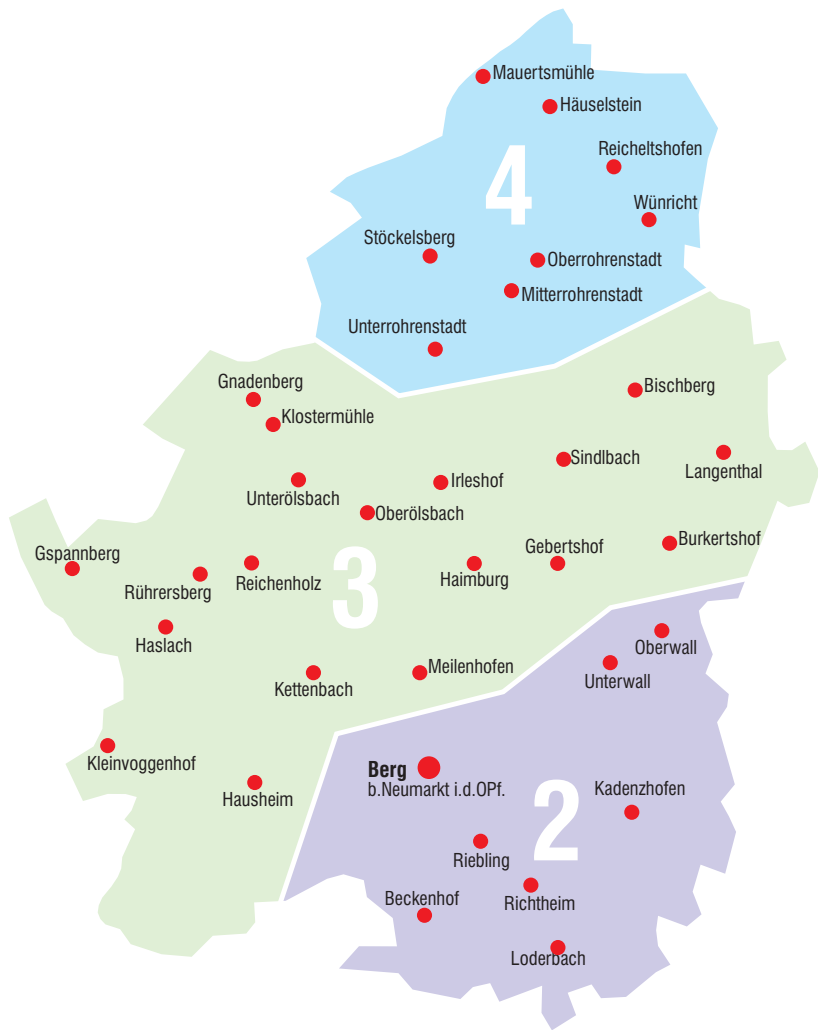 Mauertsmühle
Häuselstein
Reicheltshofen
4
Wünricht
Stöckelsberg
Oberrohrenstadt
Mitterrohrenstadt
Unterrohrenstadt
Gnadenberg
Bischberg
Klostermühle
Sindlbach
Langenthal
Irleshof
Unterölsbach
Oberölsbach
Burkertshof
Gebertshof
Gspannberg
Rührersberg
Reichenholz
3
Haimburg
Haslach
Oberwall
Meilenhofen
Unterwall
Kettenbach
Kleinvoggenhof
Berg
b.Neumarkt i.d.OPf.
Kadenzhofen
Hausheim
2
Riebling
Beckenhof
Richtheim
Loderbach